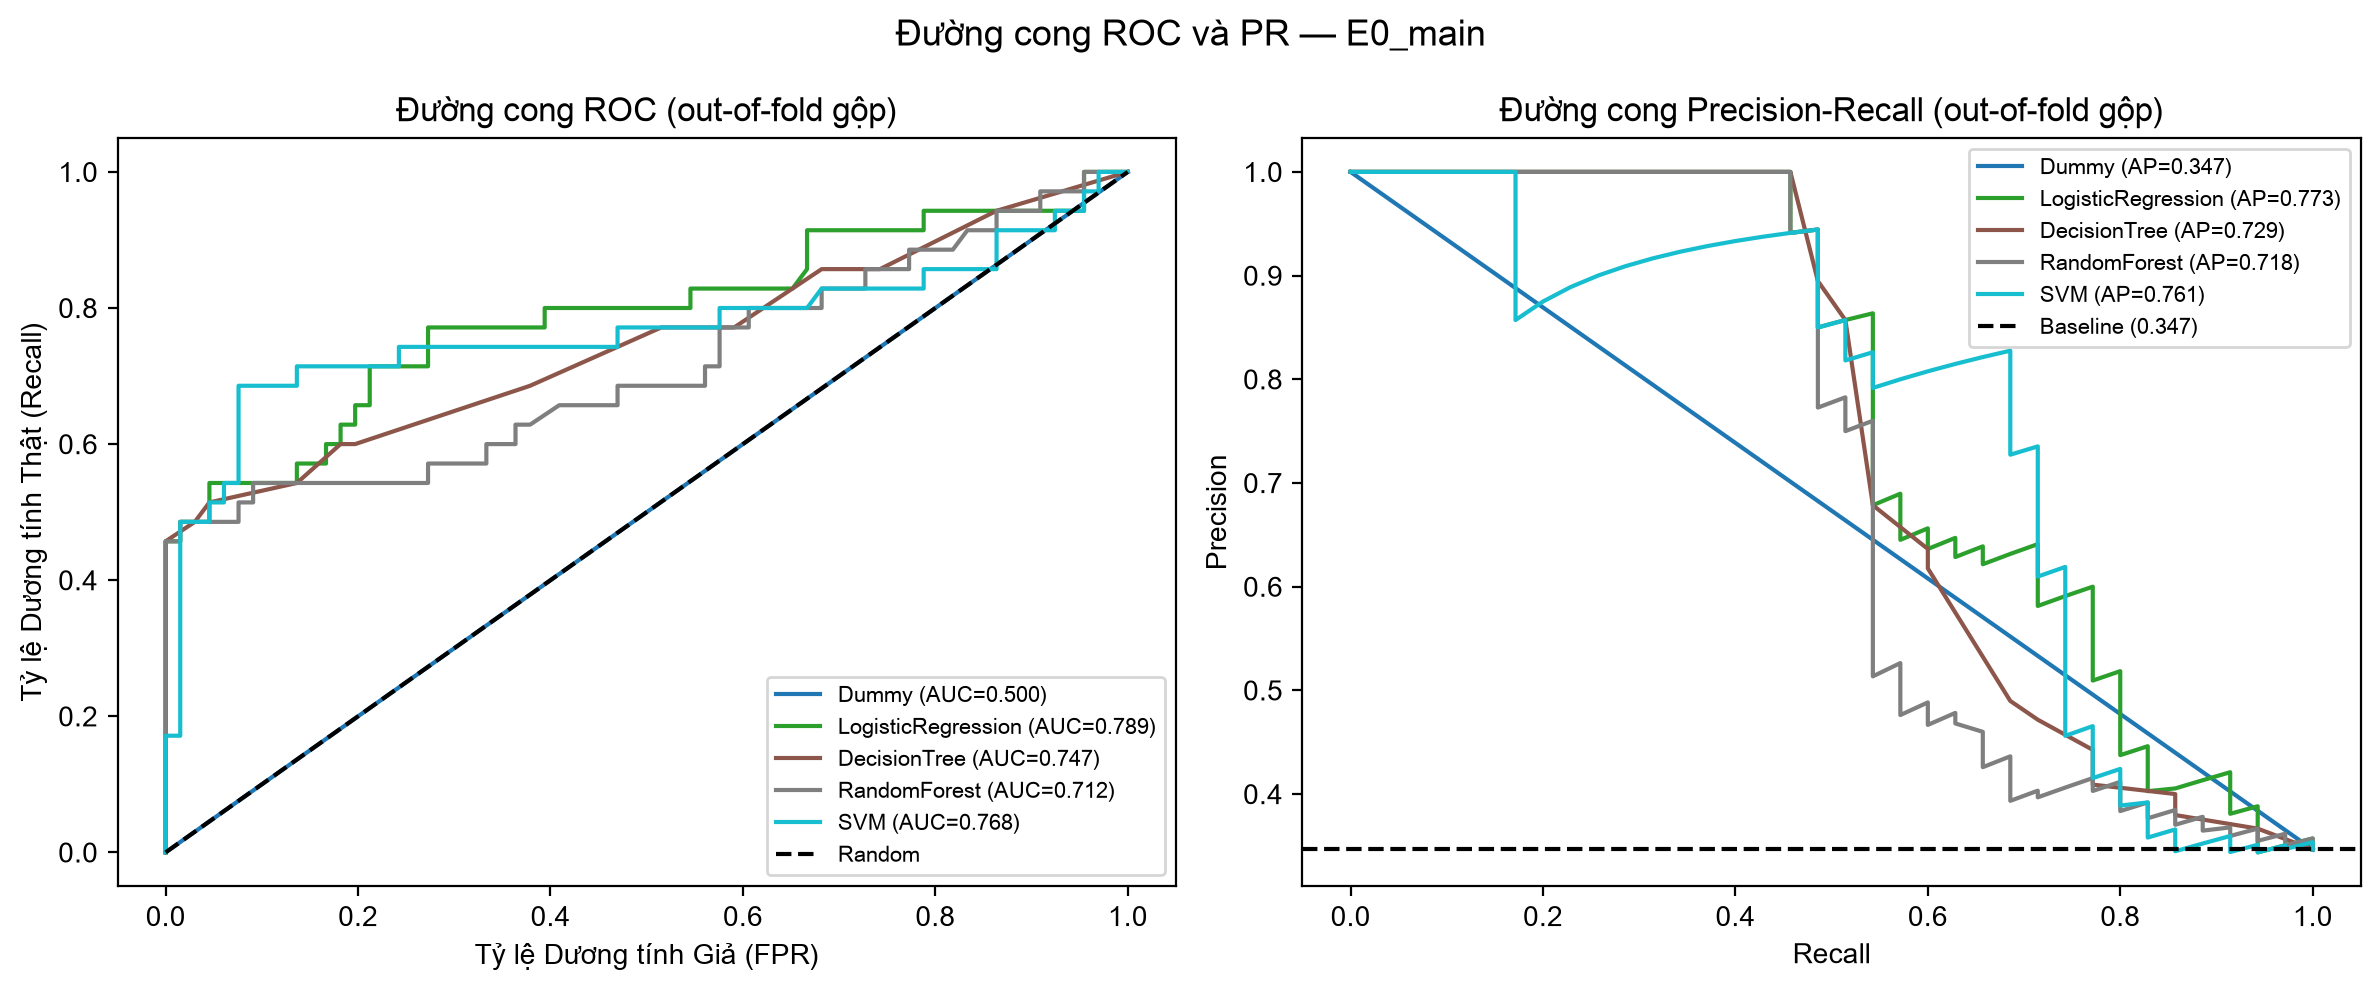 Đường cong ROC và PR — E0_main
Đường cong ROC (out-of-fold gộp)
Tỷ lệ Dương tính Thật (Recall)
1.0
0.8
0.6
0.4
0.2
0.0
Dummy (AUC=0.500)
LogisticRegression (AUC=0.789)
DecisionTree (AUC=0.747)
RandomForest (AUC=0.712)
SVM (AUC=0.768)
Random
0.0 0.2 0.4 0.6 0.8 1.0
Tỷ lệ Dương tính Giả (FPR)
Đường cong Precision-Recall (out-of-fold gộp)
Precision
1.0
0.9
0.8
0.7
0.6
0.5
0.4
Dummy (AP=0.347)
LogisticRegression (AP=0.773)
DecisionTree (AP=0.729)
RandomForest (AP=0.718)
SVM (AP=0.761)
Baseline (0.347)
0.0 0.2 0.4 0.6 0.8 1.0
Recall